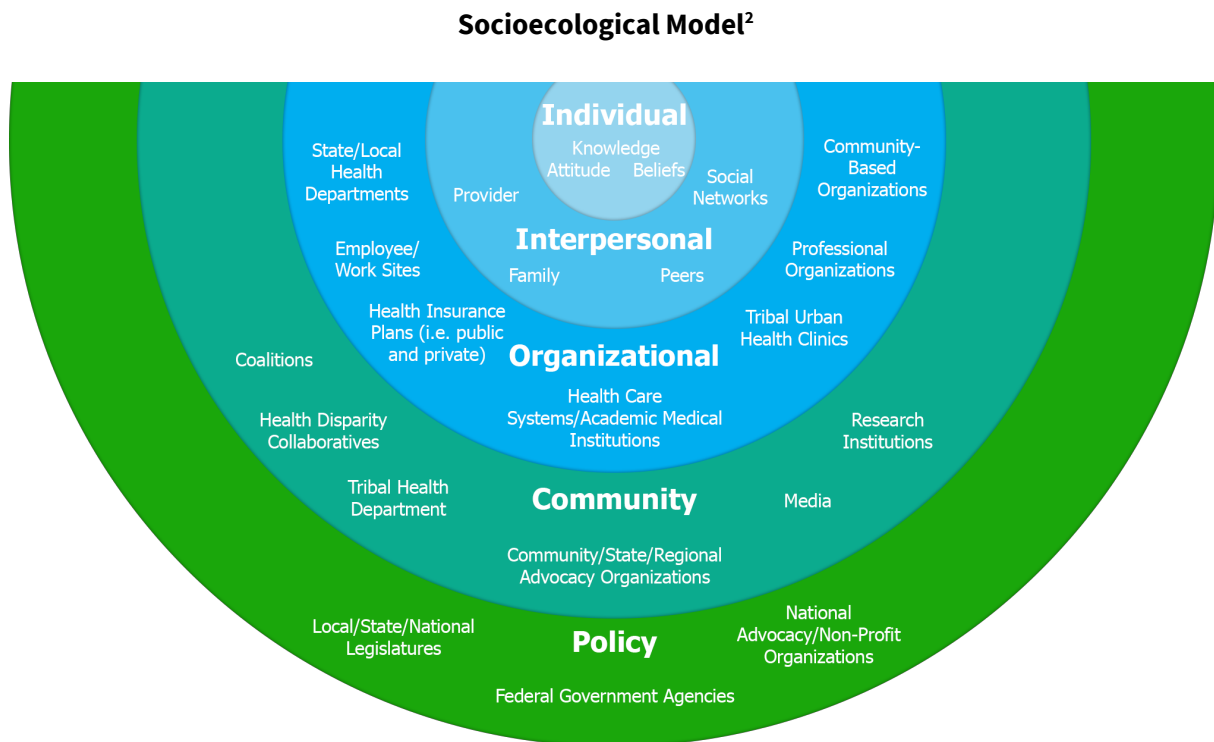 Socioecological Model²
Individual
Knowledge
Attitude Beliefs
Provider
Social
Networks
Interpersonal
Family
Peers
State/Local
Health
Departments
Community-
Based
Organizations
Employee/
Work Sites
Professional
Organizations
Health Insurance
Plans (i.e. public
and private)
Tribal Urban
Health Clinics
Organizational
Health Care
Systems/Academic Medical
Institutions
Coalitions
Health Disparity
Collaboratives
Research
Institutions
Tribal Health
Department
Community
Media
Community/State/Regional
Advocacy Organizations
Local/State/National
Legislatures
Policy
National
Advocacy/Non-Profit
Organizations
Federal Government Agencies